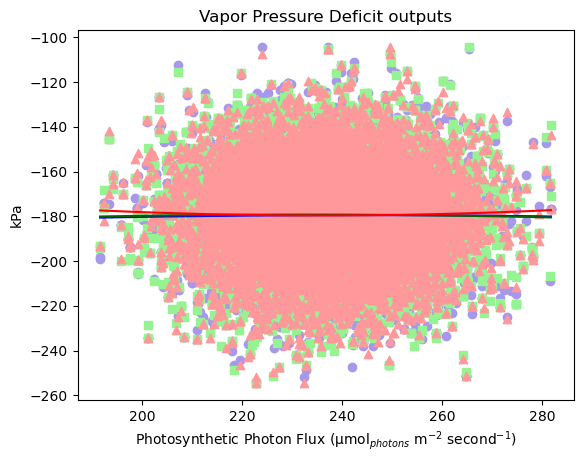 Vapor Pressure Deficit outputs
−100
−120
−140
−160
−180
−200
−220
−240
−260
kPa
200 220 240 260 280
Photosynthetic Photon Flux (μmol$_{photons}$ m$^{−2}$ second$^{−1}$)